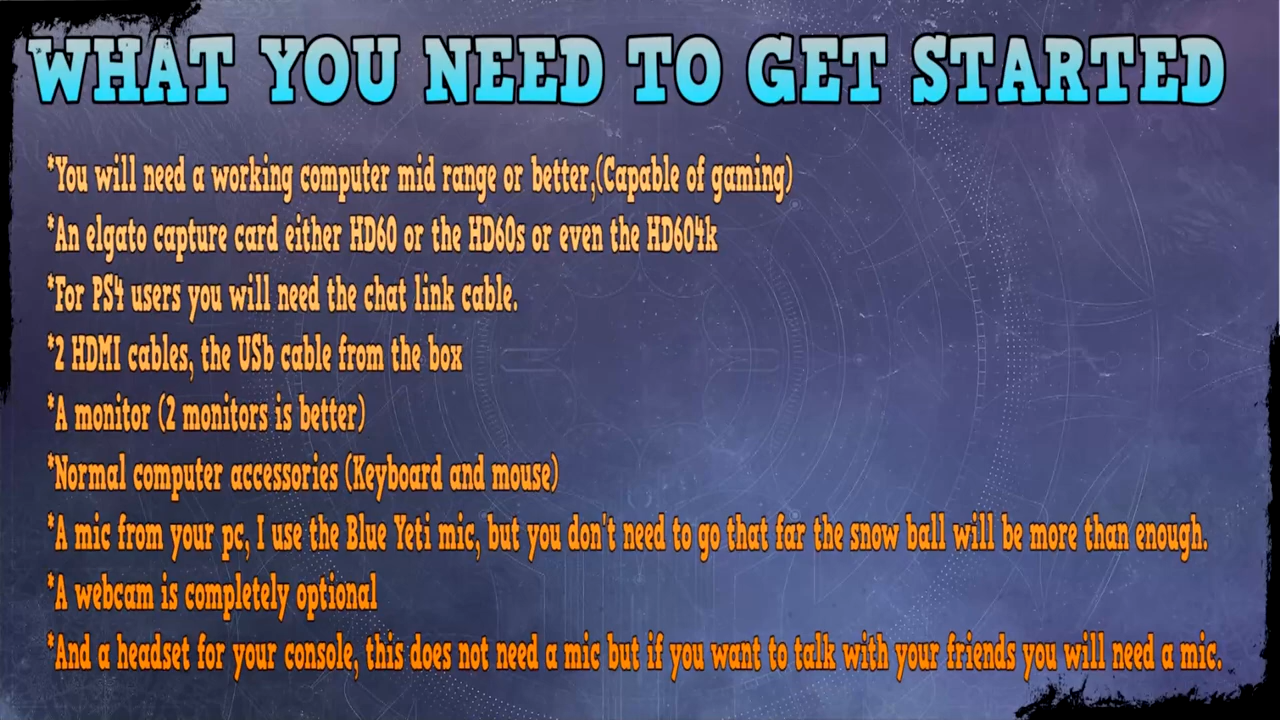 WHAT YOU NEED TO GET STARTED
*You will need a working computer mid range or better,(Capable of gaming)
*An elgato capture card either HD60 or the HD60s or even the HD604k
*For PS4 users you will need the chat link cable.
*2 HDMI cables, the USb cable from the box
*A monitor (2 monitors is better)
*Normal computer accessories (Keyboard and mouse)
*A mic from your pc, I use the Blue Yeti mic, but you don't need to go that far the snow ball will be more than enough.
*A webcam is completely optional
*And a headset for your console, this does not need a mic but if you want to talk with your friends you will need a mic.